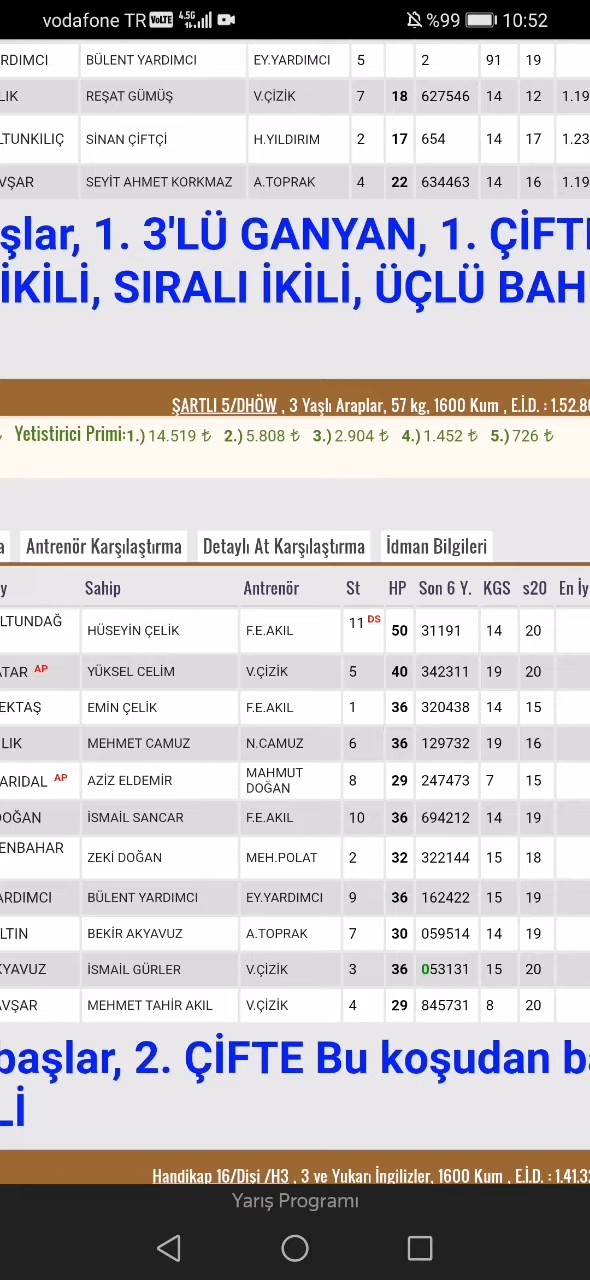 vodafone TR VoLTE 4.5G %99 10:52
RDIMCI BÜLENT YARDIMCI EY.YARDIMCI 5 2 91 19
LIK REŞAT GÜMÜŞ V.ÇİZİK 7 18 627546 14 12 1.19
LTUNKILIÇ SİNAN ÇİFTÇİ H.YILDIRIM 2 17 654 14 17 1.23
VŞAR SEYİT AHMET KORKMAZ A.TOPRAK 4 22 634463 14 16 1.19
şlar, 1. 3'LÜ GANYAN, 1. ÇİFT
İKİLİ, SIRALI İKİLİ, ÜÇLÜ BAH
ŞARTLI 5/DHÖW , 3 Yaşlı Araplar, 57 kg, 1600 Kum , E.İ.D. : 1.52.8
Yetistirici Primi:1.) 14.519 ₺ 2.) 5.808 ₺ 3.) 2.904 ₺ 4.) 1.452 ₺ 5.) 726 ₺
a Antrenör Karşılaştırma Detaylı At Karşılaştırma İdman Bilgileri
y Sahip Antrenör St HP Son 6 Y. KGS s20 En İy
LTUNDAĞ HÜSEYİN ÇELİK F.E.AKIL 11 DS 50 31191 14 20
ATAR AP YÜKSEL CELİM V.ÇİZİK 5 40 342311 19 20
EKTAŞ EMİN ÇELİK F.E.AKIL 1 36 320438 14 15
LIK MEHMET CAMUZ N.CAMUZ 6 36 129732 19 16
ARIDAL AP AZİZ ELDEMİR MAHMUT DOĞAN 8 29 247473 7 15
DOĞAN İSMAİL SANCAR F.E.AKIL 10 36 694212 14 19
ENBAHAR ZEKİ DOĞAN MEH.POLAT 2 32 322144 15 18
ARDIMCI BÜLENT YARDIMCI EY.YARDIMCI 9 36 162422 15 19
LTIN BEKİR AKYAVUZ A.TOPRAK 7 30 059514 14 19
KYAVUZ İSMAİL GÜRLER V.ÇİZİK 3 36 053131 15 20
AVŞAR MEHMET TAHİR AKIL V.ÇİZİK 4 29 845731 8 20
başlar, 2. ÇİFTE Bu koşudan ba
Lİ
Handikap 16/Dişi /H3 , 3 ve Yukarı İngilizler, 1600 Kum , E.İ.D. : 1.41.3
Yarış Programı